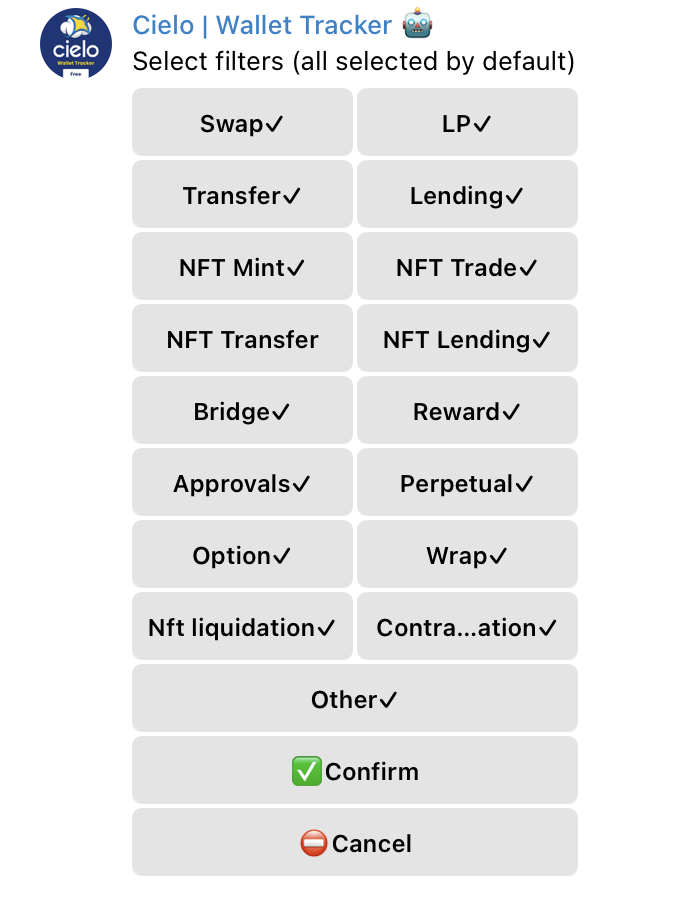 cielo
Wallet Tracker
Free
Cielo | Wallet Tracker 🤖
Select filters (all selected by default)
Swap✓ LP✓
Transfer✓ Lending✓
NFT Mint✓ NFT Trade✓
NFT Transfer NFT Lending✓
Bridge✓ Reward✓
Approvals✓ Perpetual✓
Option✓ Wrap✓
Nft liquidation✓ Contra...ation✓
Other✓
✅Confirm
⛔Cancel